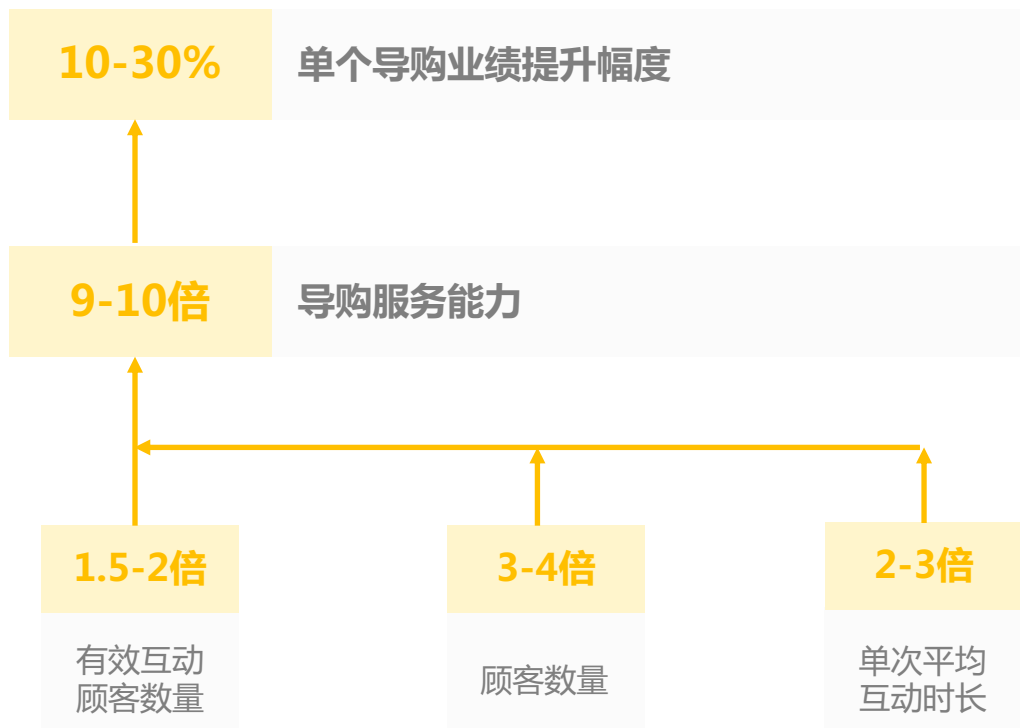 10-30%
单个导购业绩提升幅度
9-10倍
导购服务能力
1.5-2倍
3-4倍
2-3倍
有效互动
顾客数量
顾客数量
单次平均
互动时长